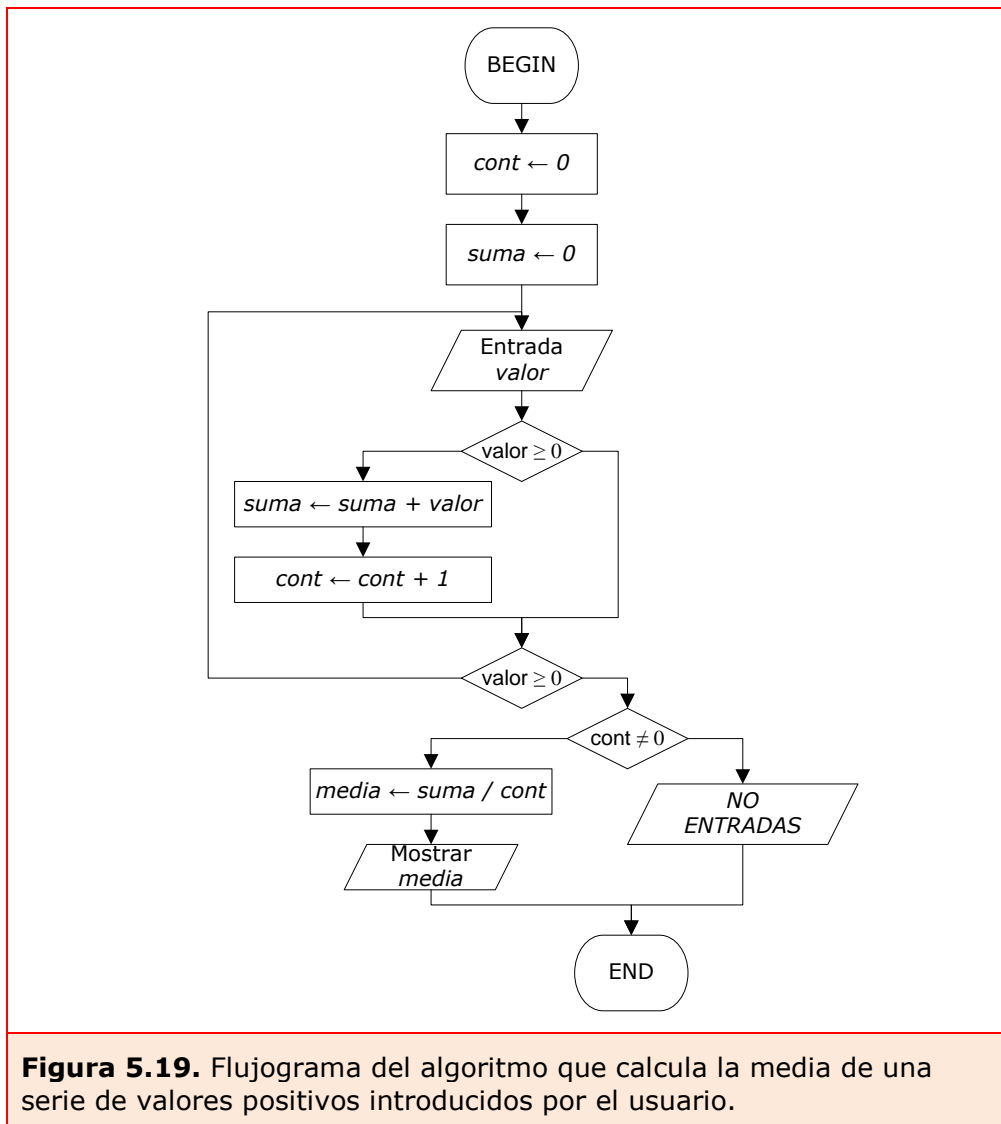 BEGIN
cont ← 0
suma ← 0
Entrada
valor
valor ≥ 0
suma ← suma + valor
cont ← cont + 1
valor ≥ 0
cont ≠ 0
media ← suma / cont
NO
ENTRADAS
Mostrar
media
END
Figura 5.19. Flujograma del algoritmo que calcula la media de una
serie de valores positivos introducidos por el usuario.